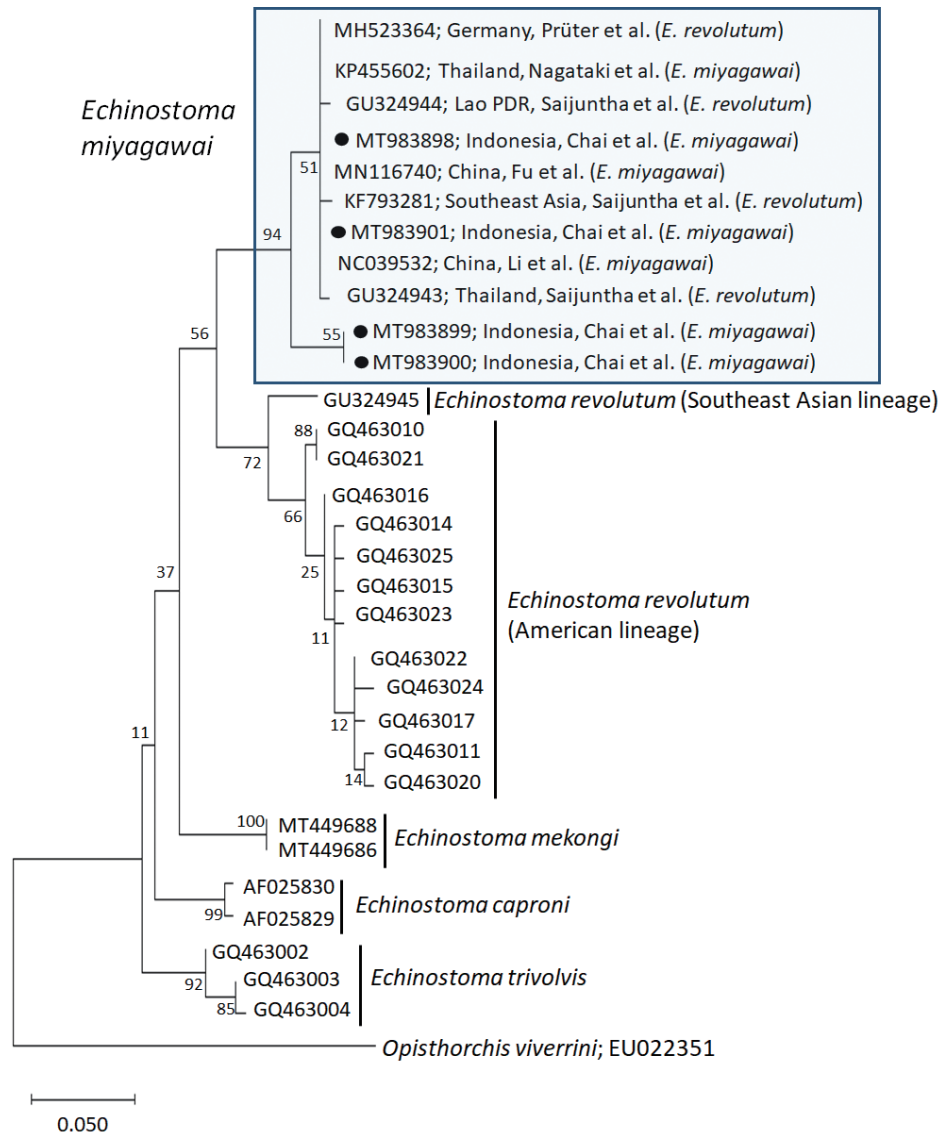 MH523364; Germany, Prüter et al. (E. revolutum)
KP455602; Thailand, Nagataki et al. (E. miyagawai)
Echinostoma
miyagawai
GU324944; Lao PDR, Saijuntha et al. (E. revolutum)
MT983898; Indonesia, Chai et al. (E. miyagawai)
51
MN116740; China, Fu et al. (E. miyagawai)
KF793281; Southeast Asia, Saijuntha et al. (E. revolutum)
94
MT983901; Indonesia, Chai et al. (E. miyagawai)
NC039532; China, Li et al. (E. miyagawai)
GU324943; Thailand, Saijuntha et al. (E. revolutum)
56
55
MT983899; Indonesia, Chai et al. (E. miyagawai)
MT983900; Indonesia, Chai et al. (E. miyagawai)
GU324945
Echinostoma revolutum (Southeast Asian lineage)
88
GQ463010
GQ463021
72
GQ463016
66
GQ463014
GQ463025
37
25
GQ463015
GQ463023
11
Echinostoma revolutum
(American lineage)
GQ463022
GQ463024
12
GQ463017
11
GQ463011
14
GQ463020
100
MT449688
MT449686
Echinostoma mekongi
AF025830
99
AF025829
Echinostoma caproni
GQ463002
92
GQ463003
85
GQ463004
Echinostoma trivolvis
Opisthorchis viverrini; EU022351
0.050